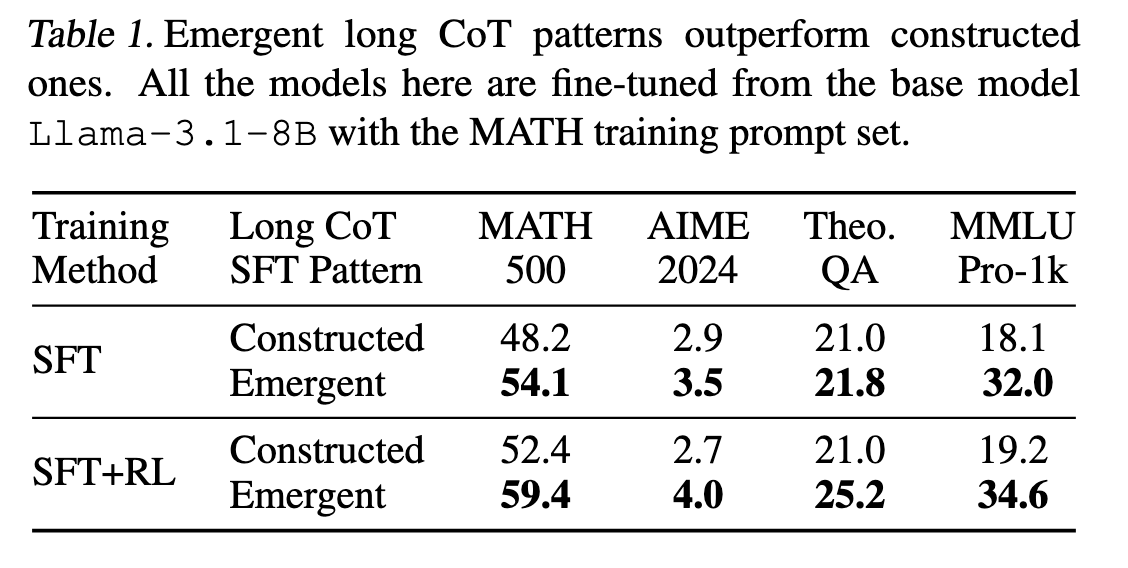 Table 1. Emergent long CoT patterns outperform constructed
ones. All the models here are fine-tuned from the base model
Llama-3.1-8B with the MATH training prompt set.
Training Long CoT MATH AIME Theo. MMLU
Method SFT Pattern 500 2024 QA Pro-1k
SFT
Constructed 48.2 2.9 21.0 18.1
Emergent 54.1 3.5 21.8 32.0
SFT+RL
Constructed 52.4 2.7 21.0 19.2
Emergent 59.4 4.0 25.2 34.6